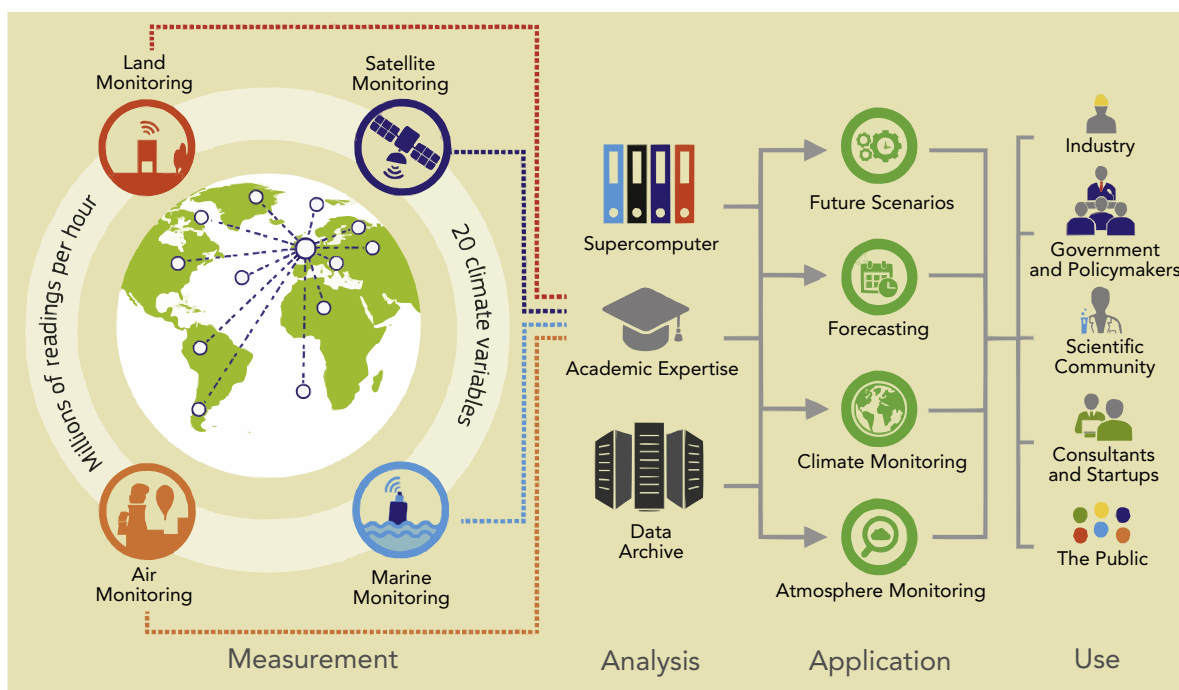 Land
Monitoring
Satellite
Monitoring
Millions of readings per hour
20 climate variables
Air
Monitoring
Marine
Monitoring
Measurement
Supercomputer
Academic Expertise
Data
Archive
Analysis
Future Scenarios
Forecasting
Climate Monitoring
Atmosphere Monitoring
Application
Industry
Government
and Policymakers
Scientific
Community
Consultants
and Startups
The Public
Use